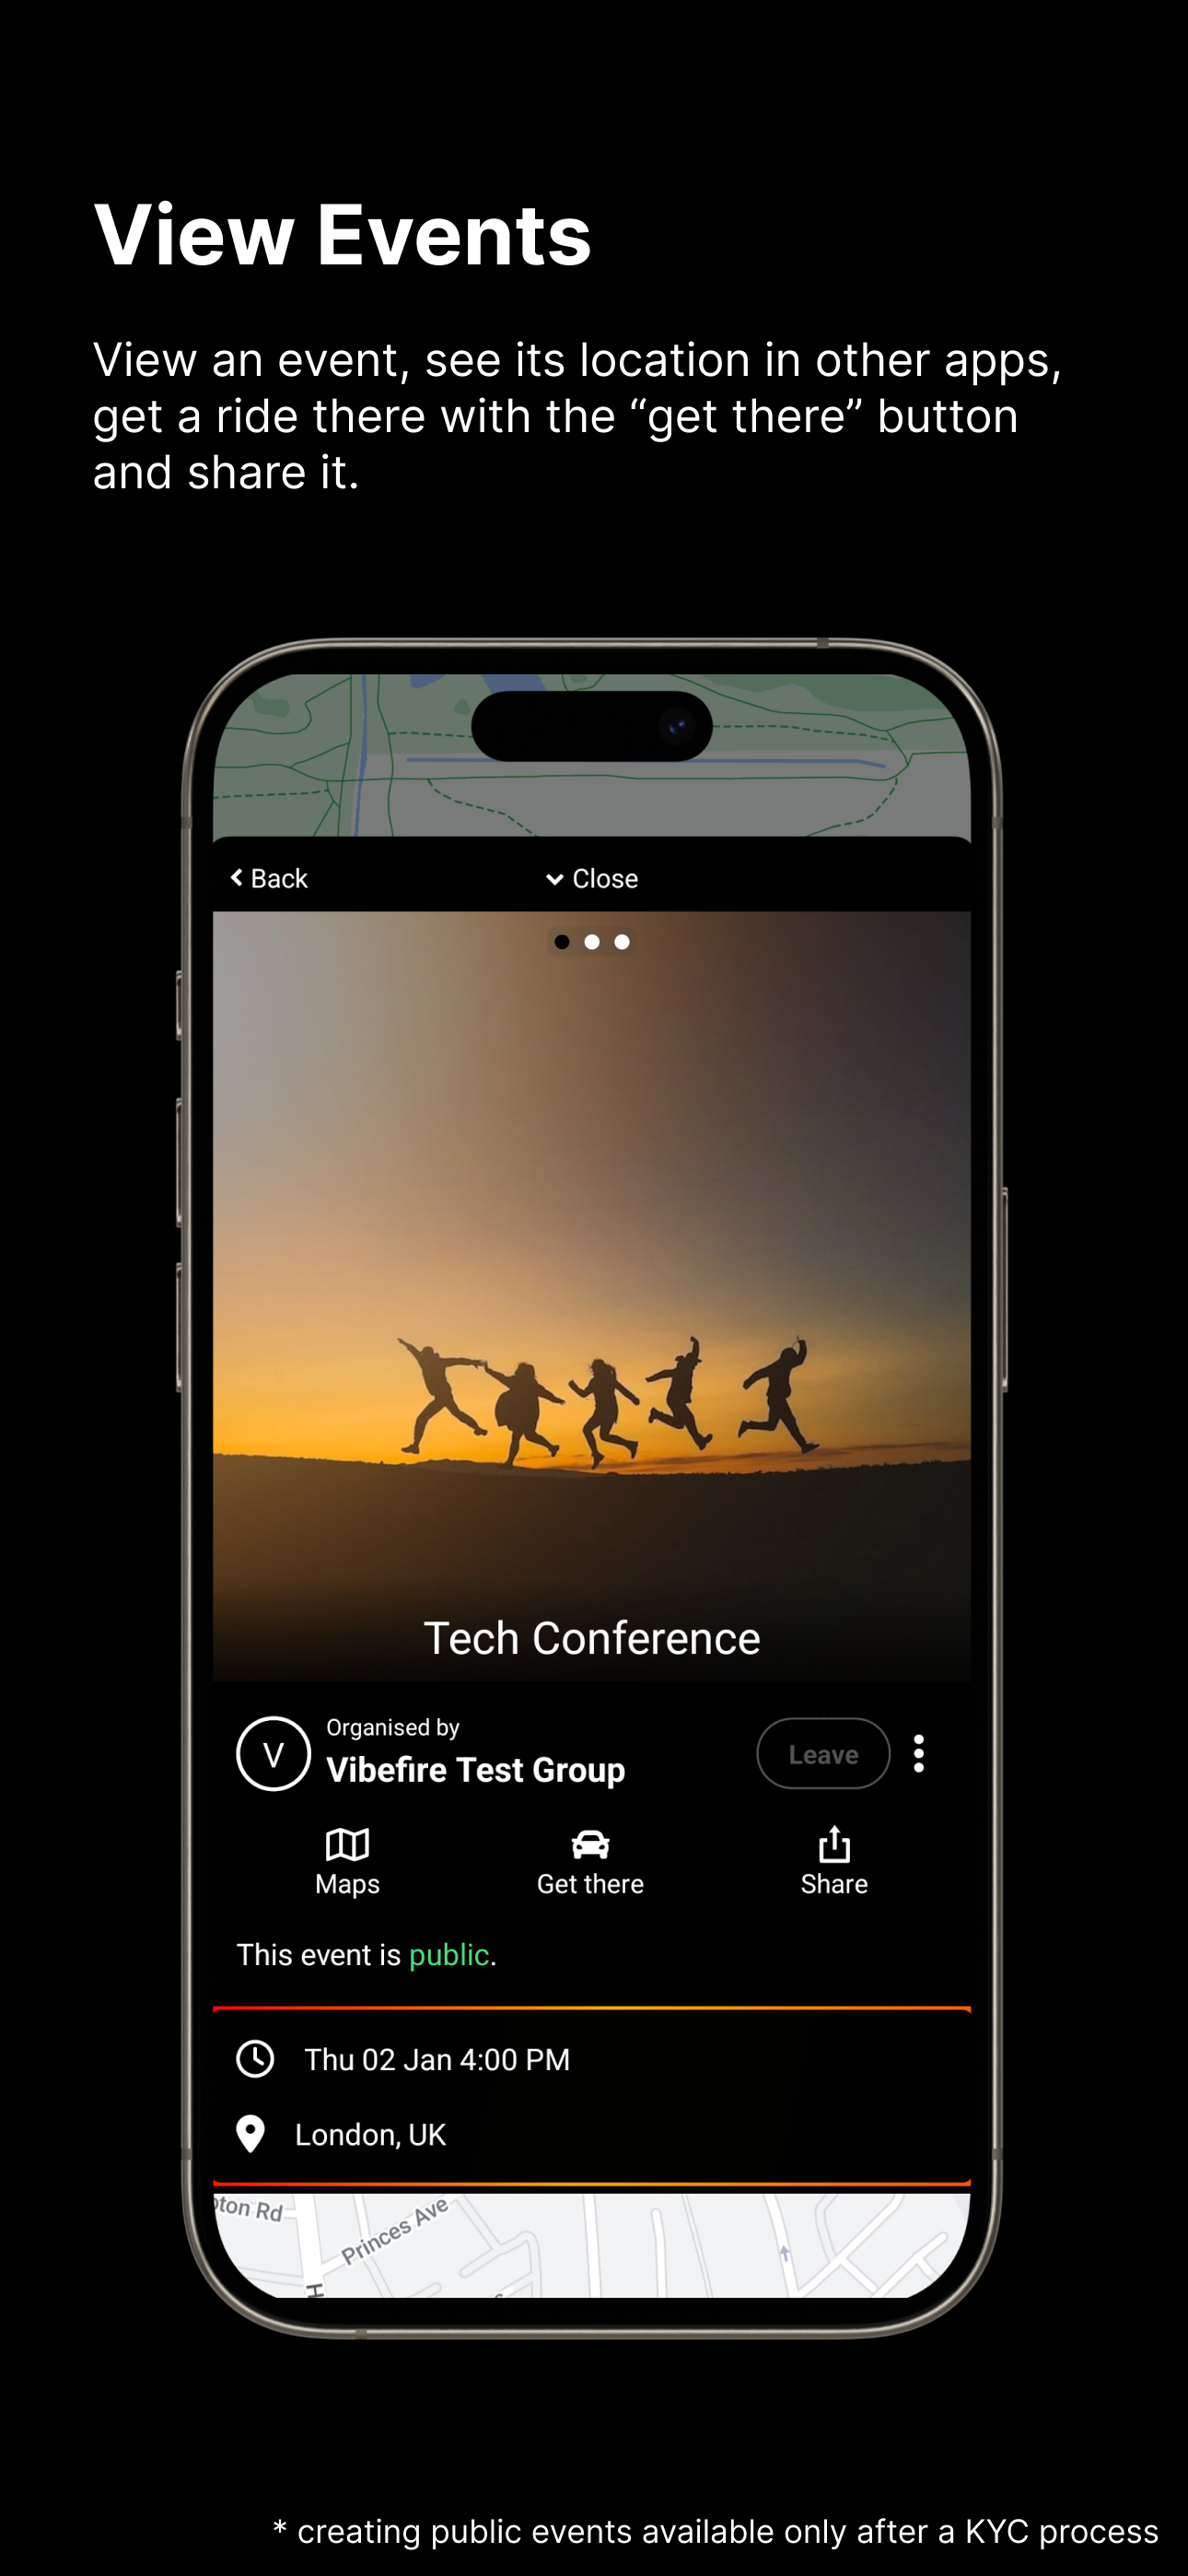 View Events
View an event, see its location in other apps,
get a ride there with the “get there” button
and share it.
Back
Close
Tech Conference
V
Organised by
Vibefire Test Group
Leave
Maps
Get there
Share
This event is public.
Thu 02 Jan 4:00 PM
London, UK
pton Rd
Princes Ave
H
* creating public events available only after a KYC process